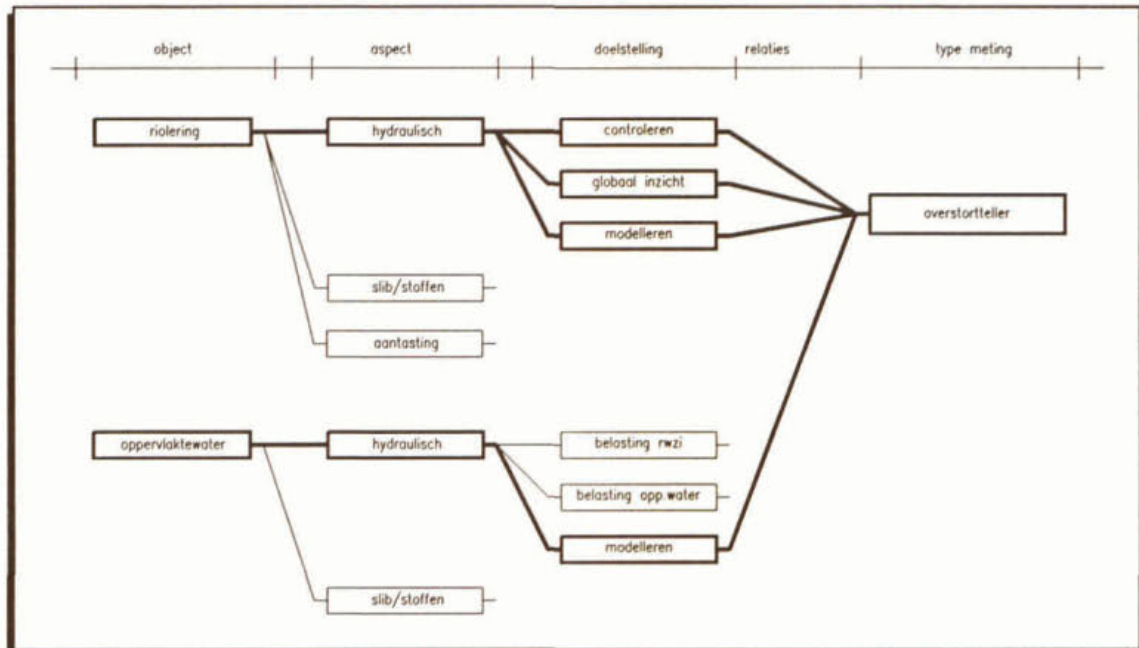 object aspect doelstelling relaties type meting
riolering hydraulisch controleren
globaal inzicht
overstortteller
modelleren
slib/stoffen
aantasting
oppervlaktewater hydraulisch belasting rwzi
belasting opp.water
modelleren
slib/stoffen